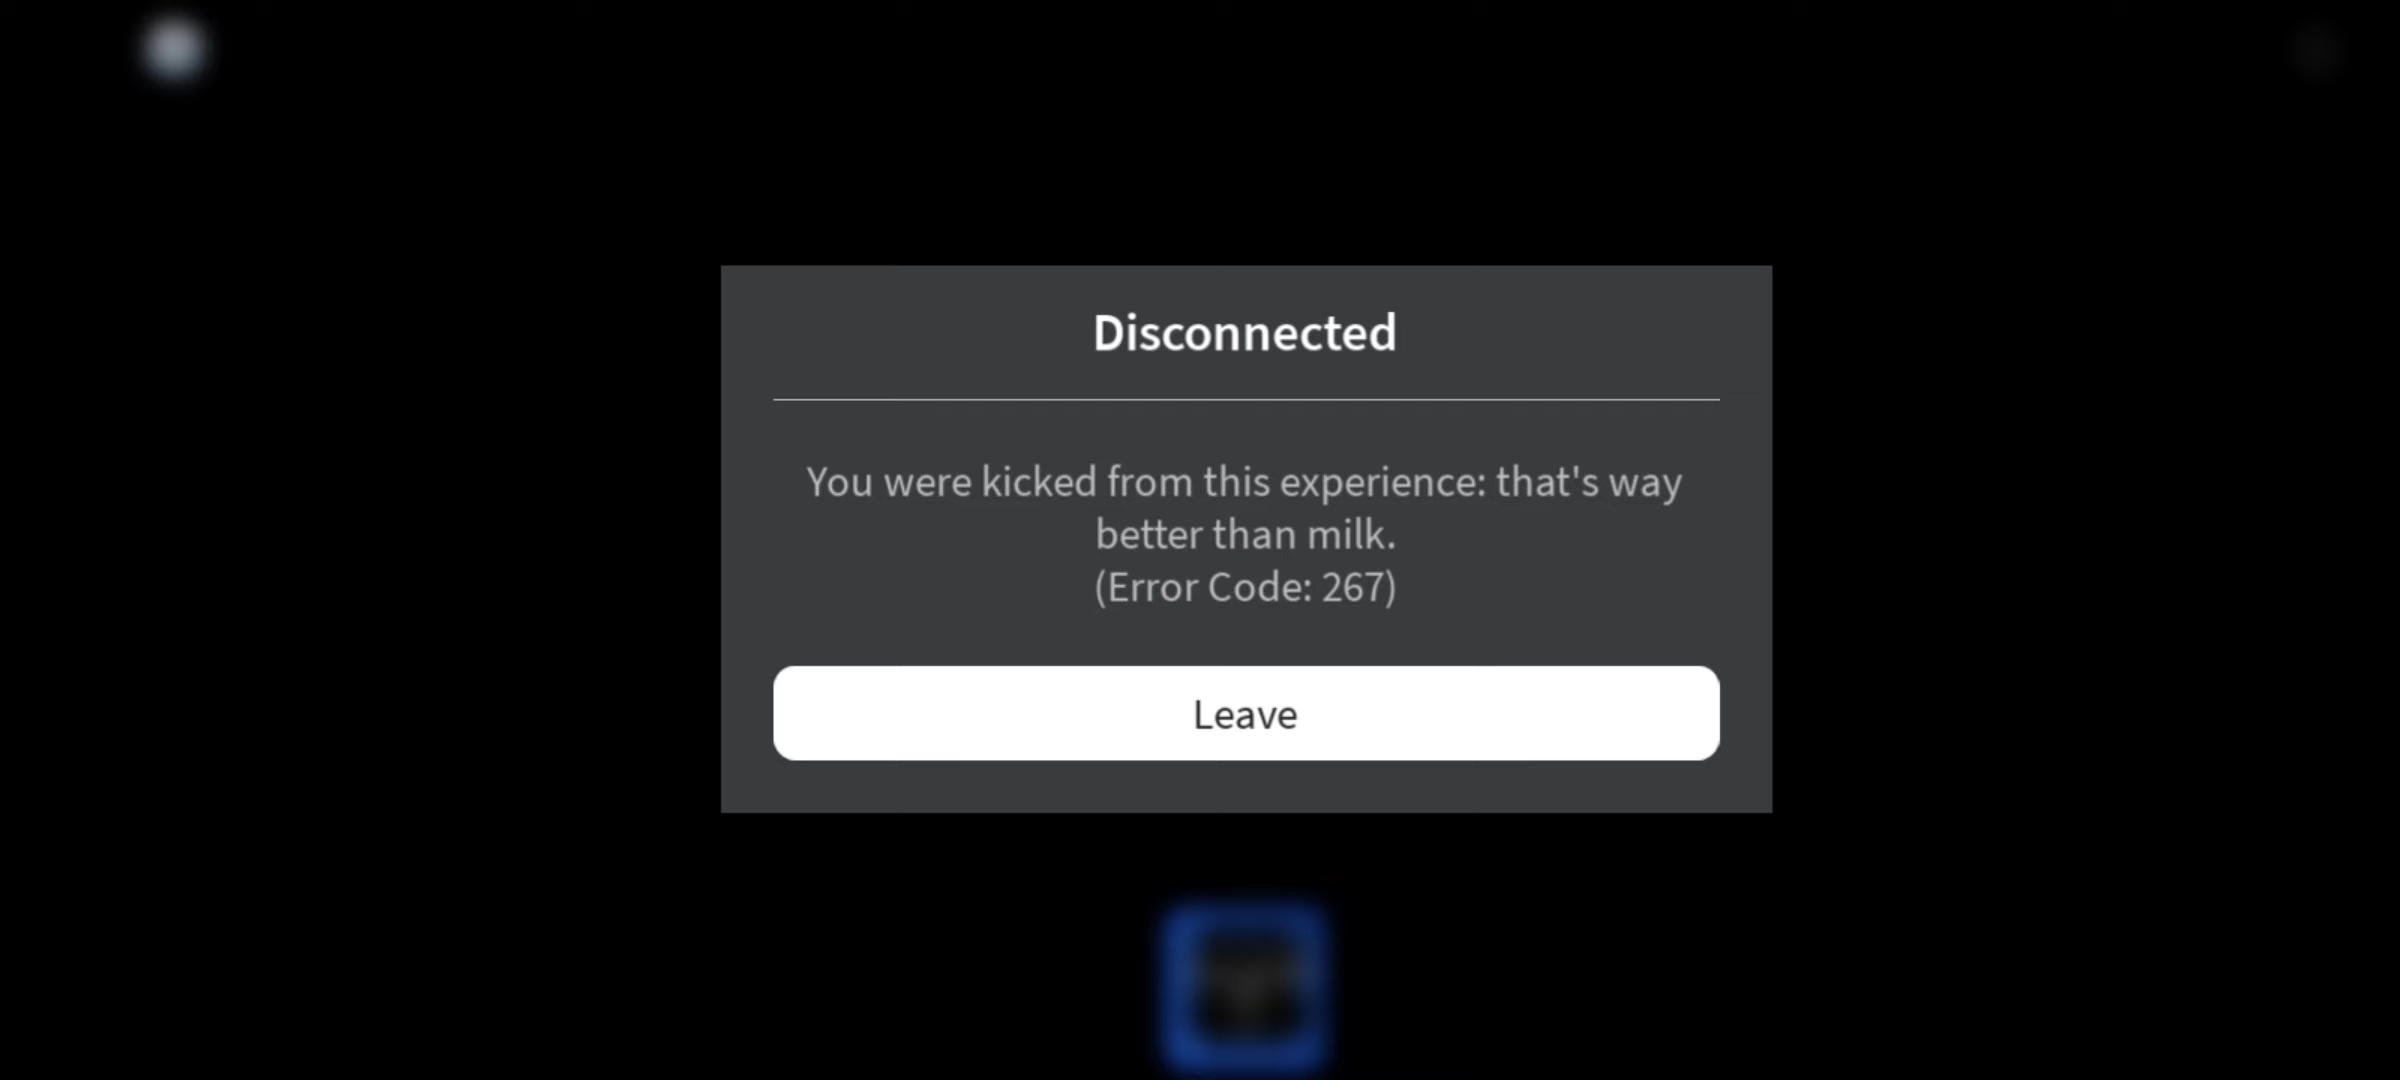 Disconnected
You were kicked from this experience: that's way
better than milk.
(Error Code: 267)
Leave